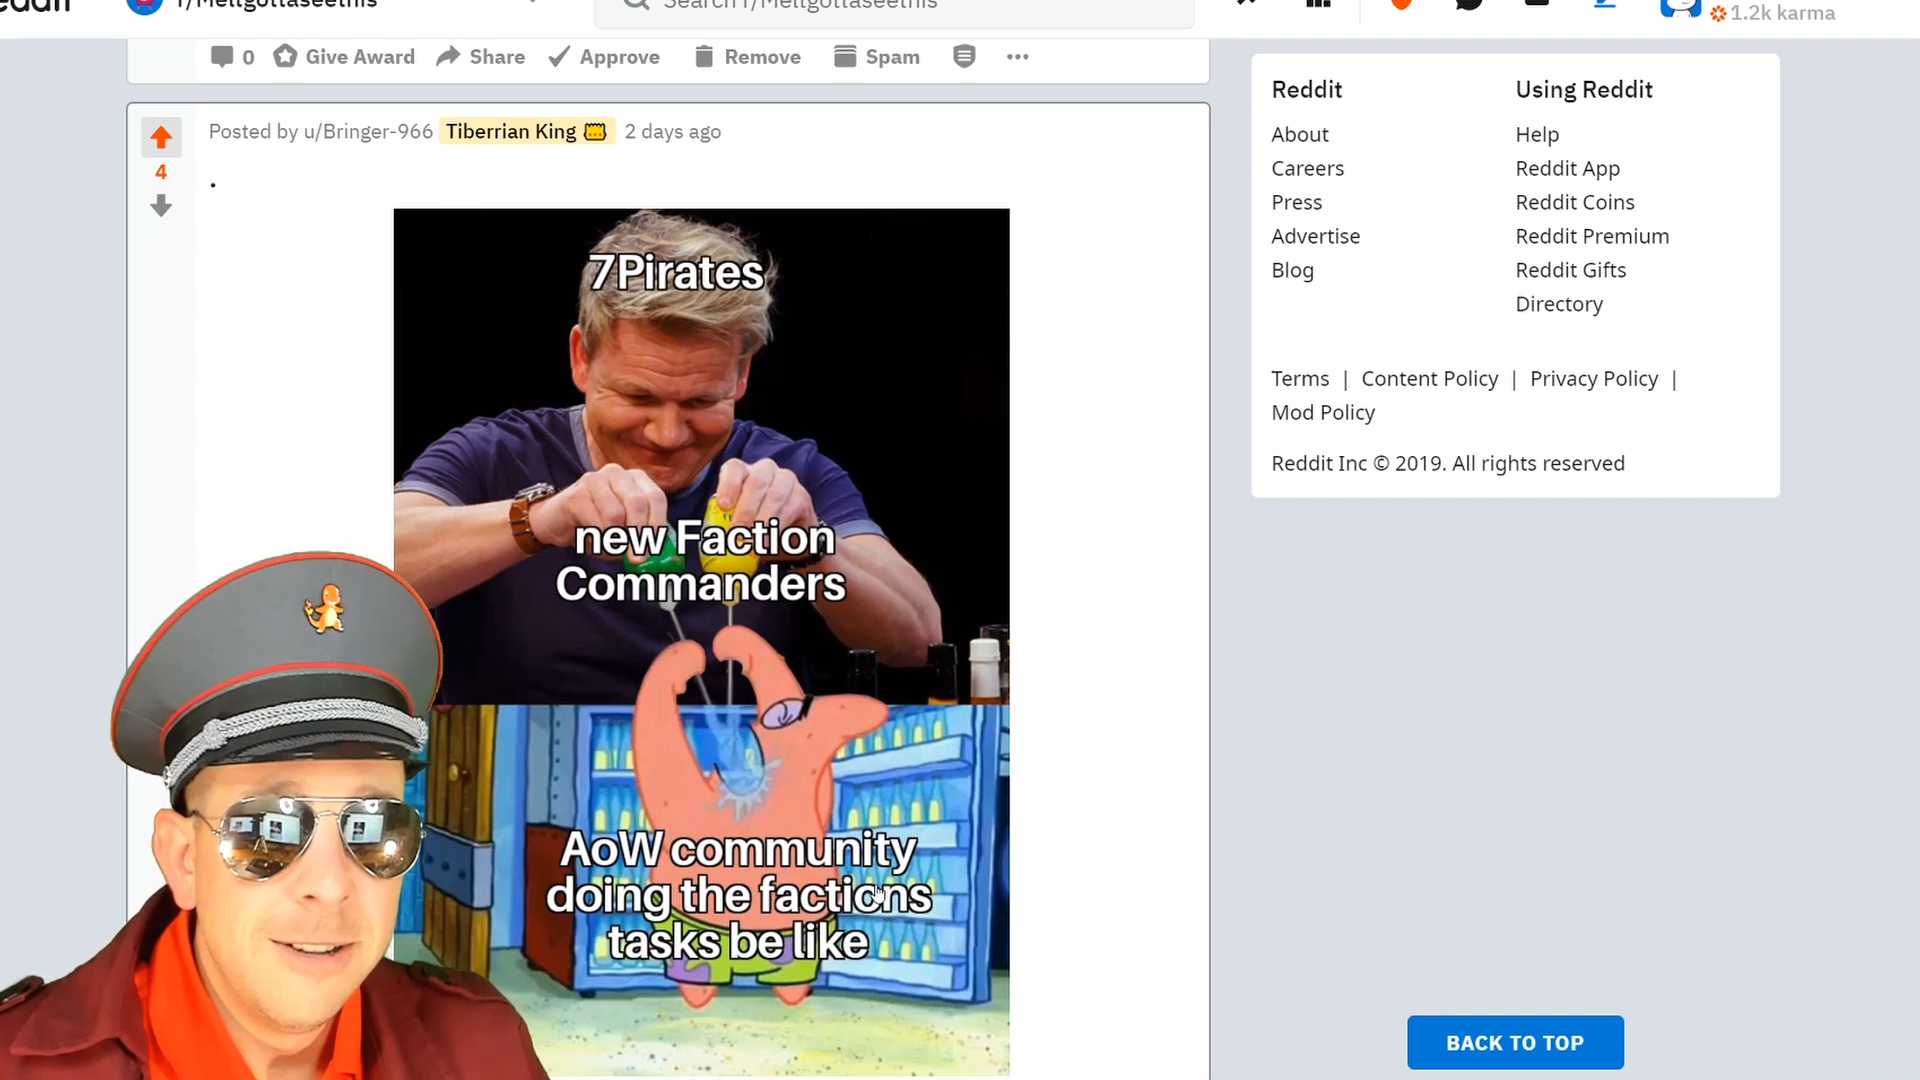 r/Mellgottaseethis
Search r/Mellgottaseethis
1.2k karma
0 Give Award Share Approve Remove Spam
Posted by u/Bringer-966 Tiberrian King 2 days ago
4
.
7Pirates
new Faction
Commanders
AoW community
doing the factions
tasks be like
Reddit
About
Careers
Press
Advertise
Blog
Using Reddit
Help
Reddit App
Reddit Coins
Reddit Premium
Reddit Gifts
Directory
Terms | Content Policy | Privacy Policy |
Mod Policy
Reddit Inc © 2019. All rights reserved
BACK TO TOP